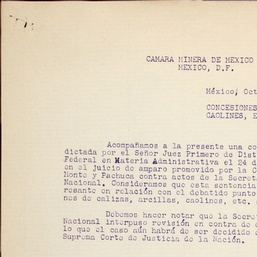 CAMARA MINERA DE MEXICO
MEXICO, D.F.
México, Oct
CONCESIONES
CAOLINES, E
Acompañamos a la presente una co
dictada por el Señor Juez Primero de Dist
Federal en Materia Administrativa el 24 d
en el juicio de amparo promovido por la C
Monte y Pachuca contra actos de la Secret
Nacional. Consideramos que esta sentencia
resante en relación con el debatido punto
nes de calizas, arcillas, caolines, etc.
Debemos hacer notar que la Secre
Nacional interpuso revisión en contra de
lo que el caso aún habrá de ser decidido
Suprema Corte de Justicia de la Nación.